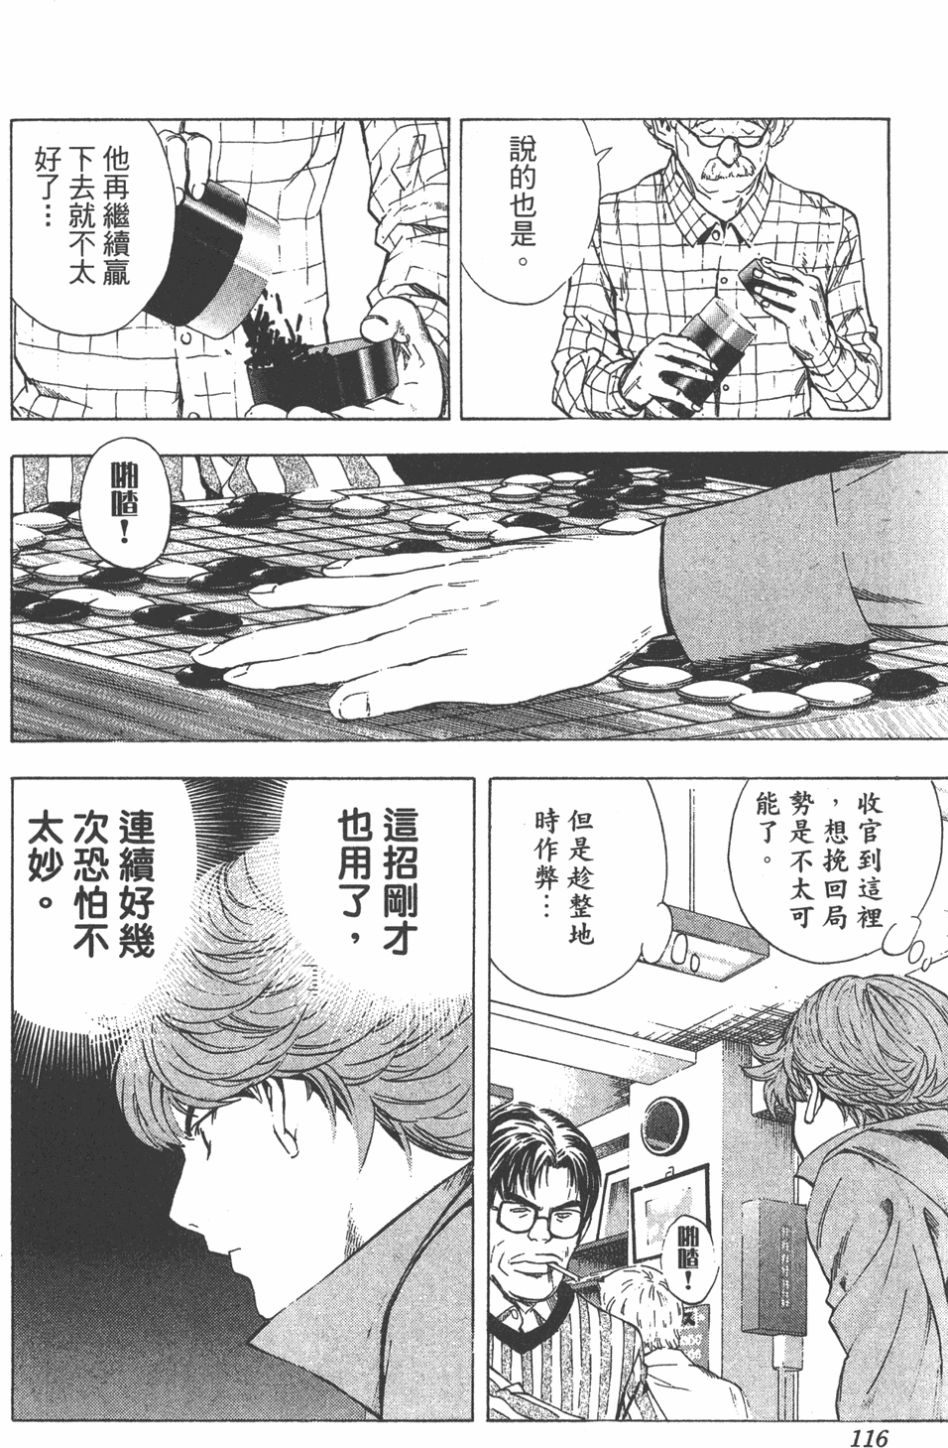 說的也是。
他再繼續贏
下去就不太
好了…
啪喳!
收官到這裡
，想挽回局
勢是不太可
能了。
但是趁整地
時作弊…
啪喳!
這招剛才
也用了，
連續好幾
次恐怕不
太妙。
116